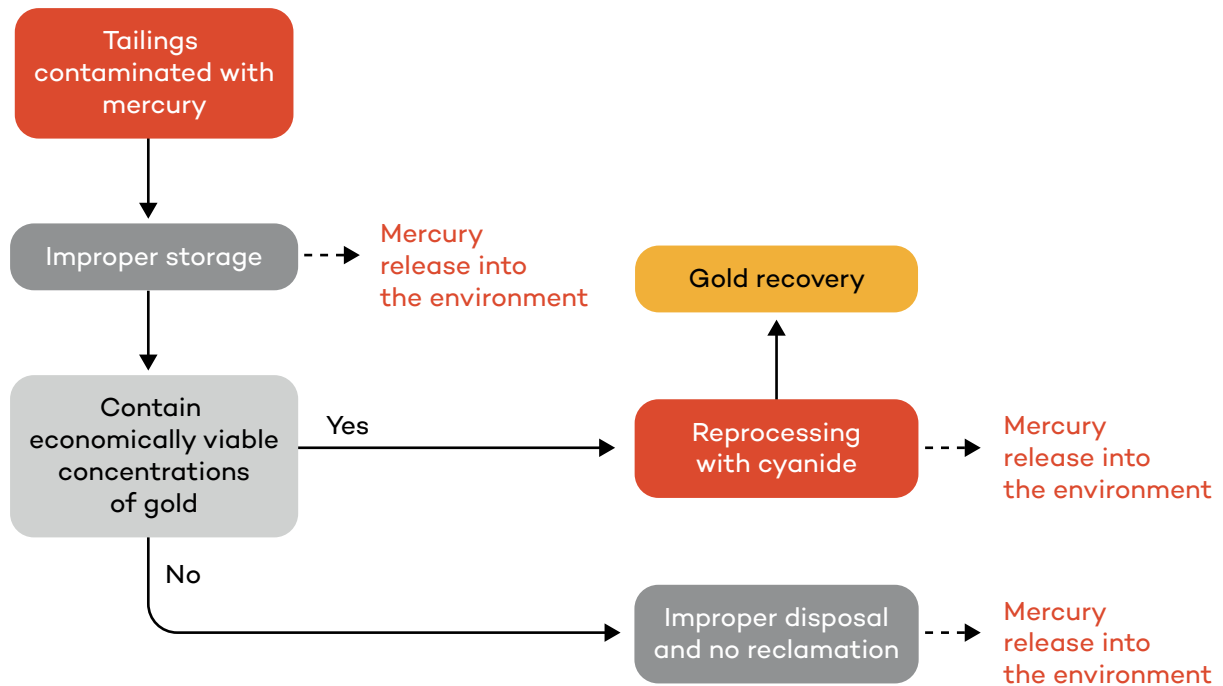 Tailings
contaminated with
mercury
Improper storage
Mercury
release into
the environment
Gold recovery
Contain
economically viable
concentrations
of gold
Yes
Reprocessing
with cyanide
Mercury
release into
the environment
No
Improper disposal
and no reclamation
Mercury
release into
the environment